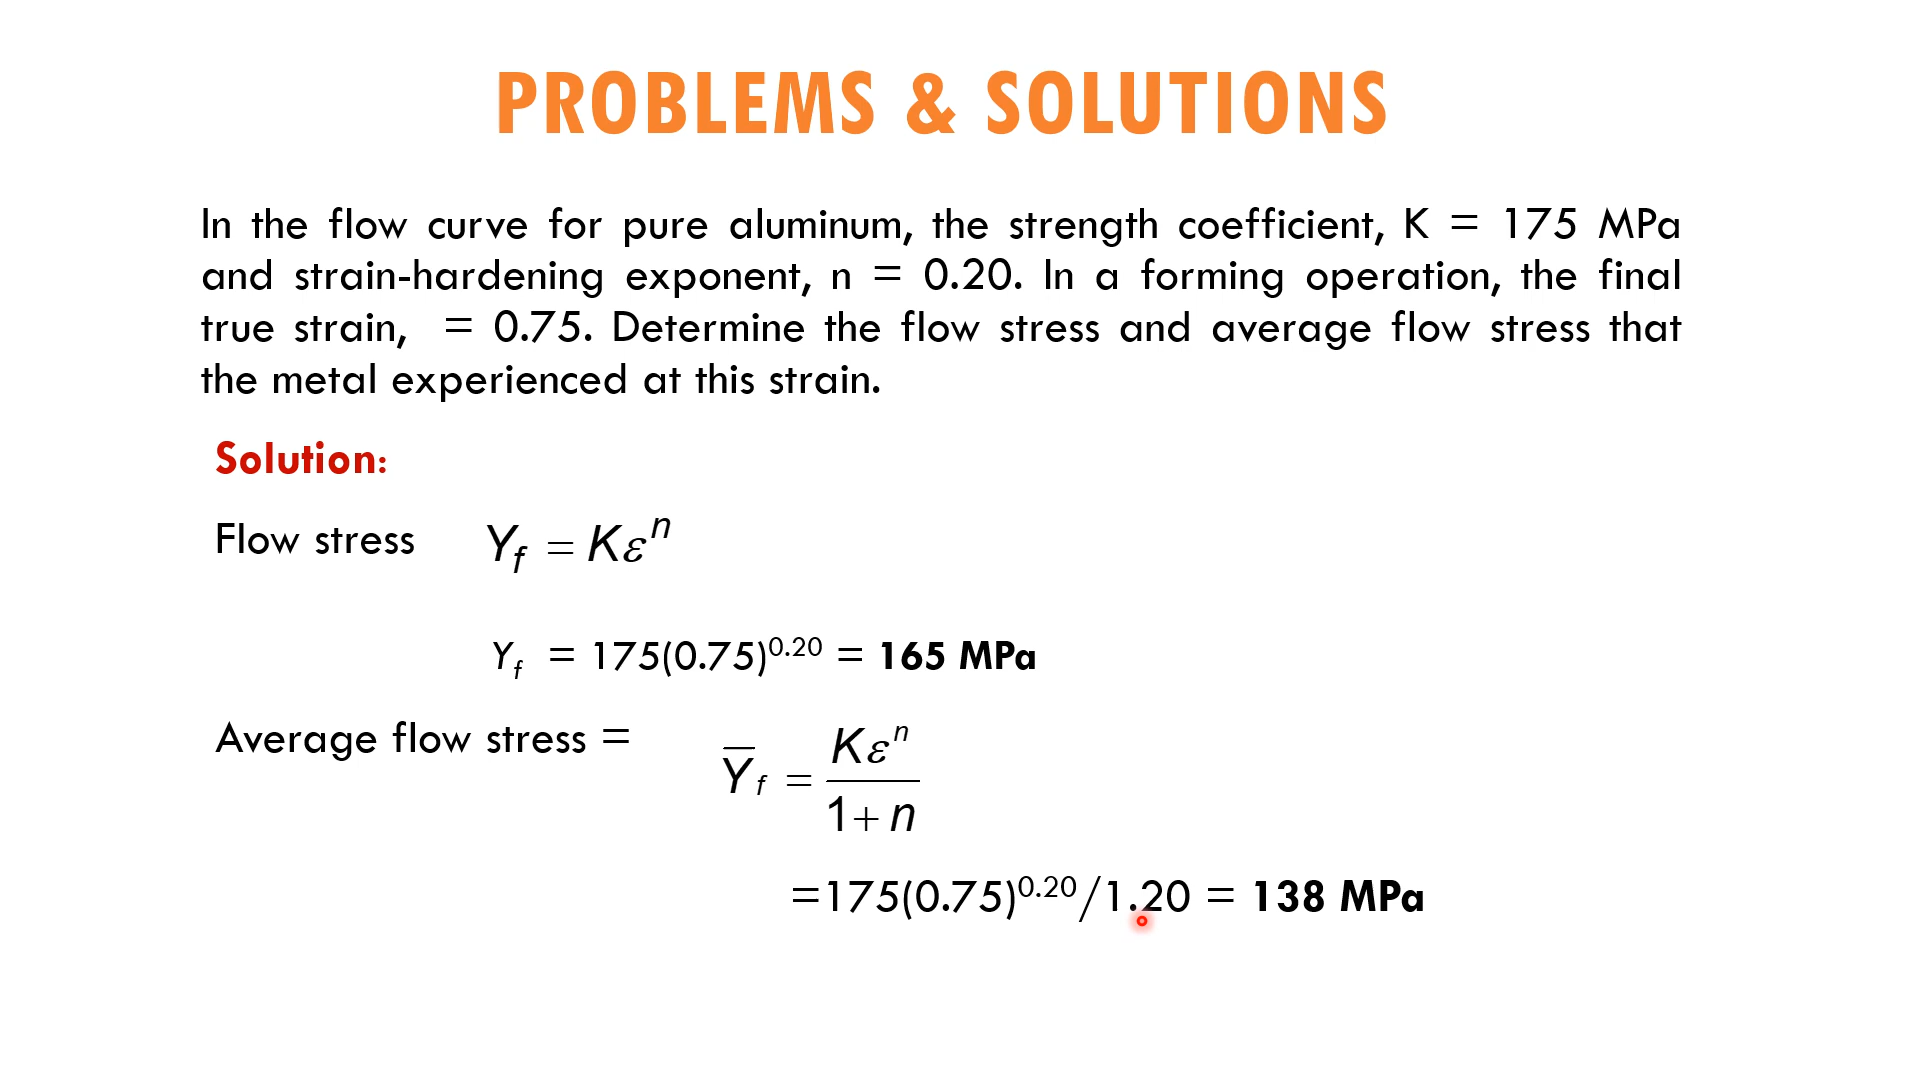 PROBLEMS & SOLUTIONS
In the flow curve for pure aluminum, the strength coefficient, K = 175 MPa
and strain-hardening exponent, n = 0.20. In a forming operation, the final
true strain, = 0.75. Determine the flow stress and average flow stress that
the metal experienced at this strain.
Solution:
Flow stress Y_f = Kε^n
Y_f = 175(0.75)^0.20 = 165 MPa
Average flow stress = Y̅_f = Kε^n / 1+n
=175(0.75)^0.20/1.20 = 138 MPa